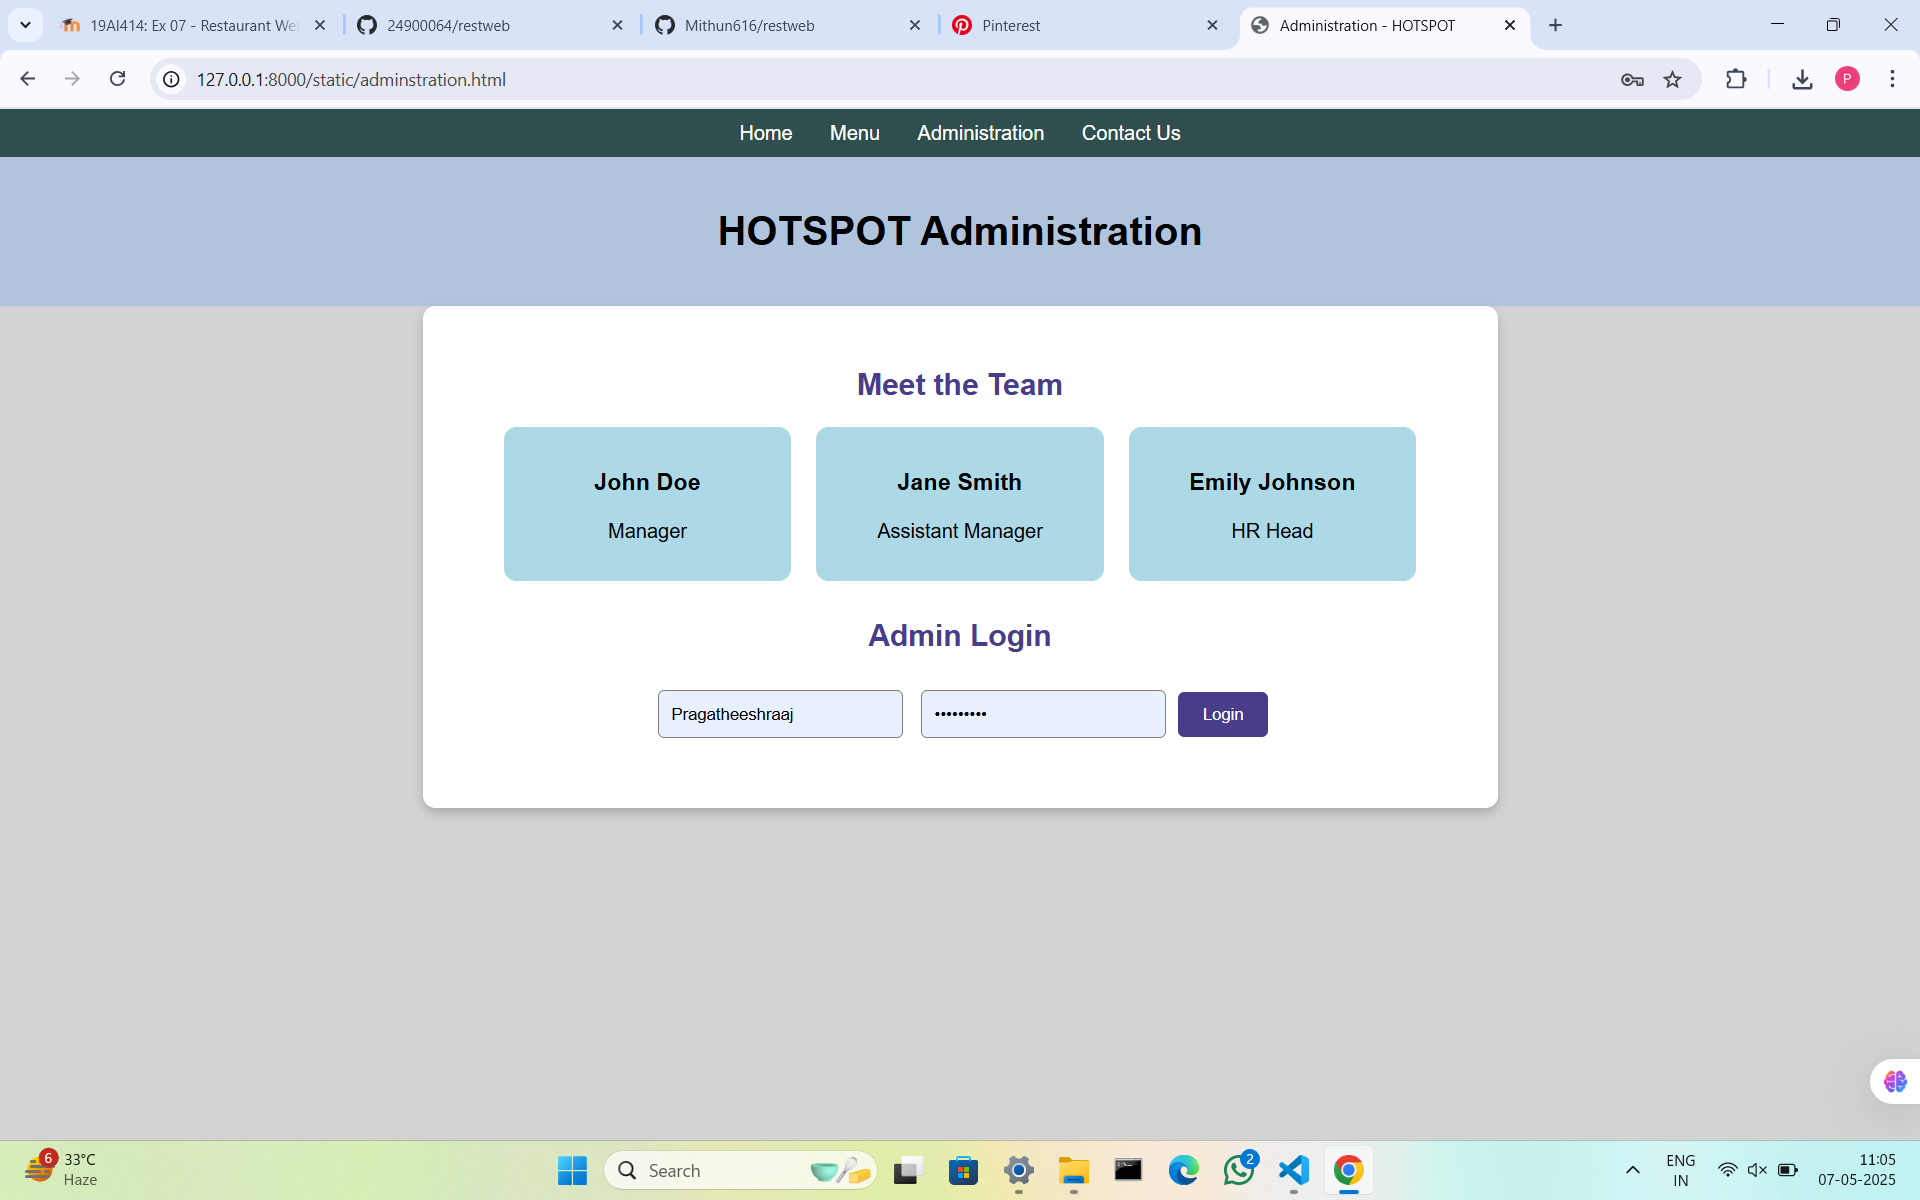 19AI414: Ex 07 - Restaurant We
24900064/restweb
Mithun616/restweb
Pinterest
Administration - HOTSPOT
127.0.0.1:8000/static/adminstration.html
P
Home Menu Administration Contact Us
HOTSPOT Administration
Meet the Team
John Doe
Manager
Jane Smith
Assistant Manager
Emily Johnson
HR Head
Admin Login
Pragatheeshraaj
•••••••••
Login
6
33°C
Haze
Search
2
ENG
IN
11:05
07-05-2025